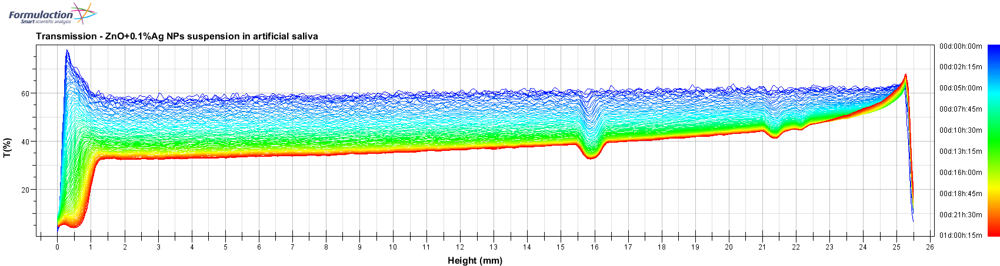 Formulaction
Smart scientific analysis
Transmission - ZnO+0.1%Ag NPs suspension in artificial saliva
T(%)
60
40
20
0 1 2 3 4 5 6 7 8 9 10 11 12 13 14 15 16 17 18 19 20 21 22 23 24 25 26
Height (mm)
00d:00h:00m
00d:02h:15m
00d:05h:00m
00d:07h:45m
00d:10h:30m
00d:13h:15m
00d:16h:00m
00d:18h:45m
00d:21h:30m
01d:00h:15m